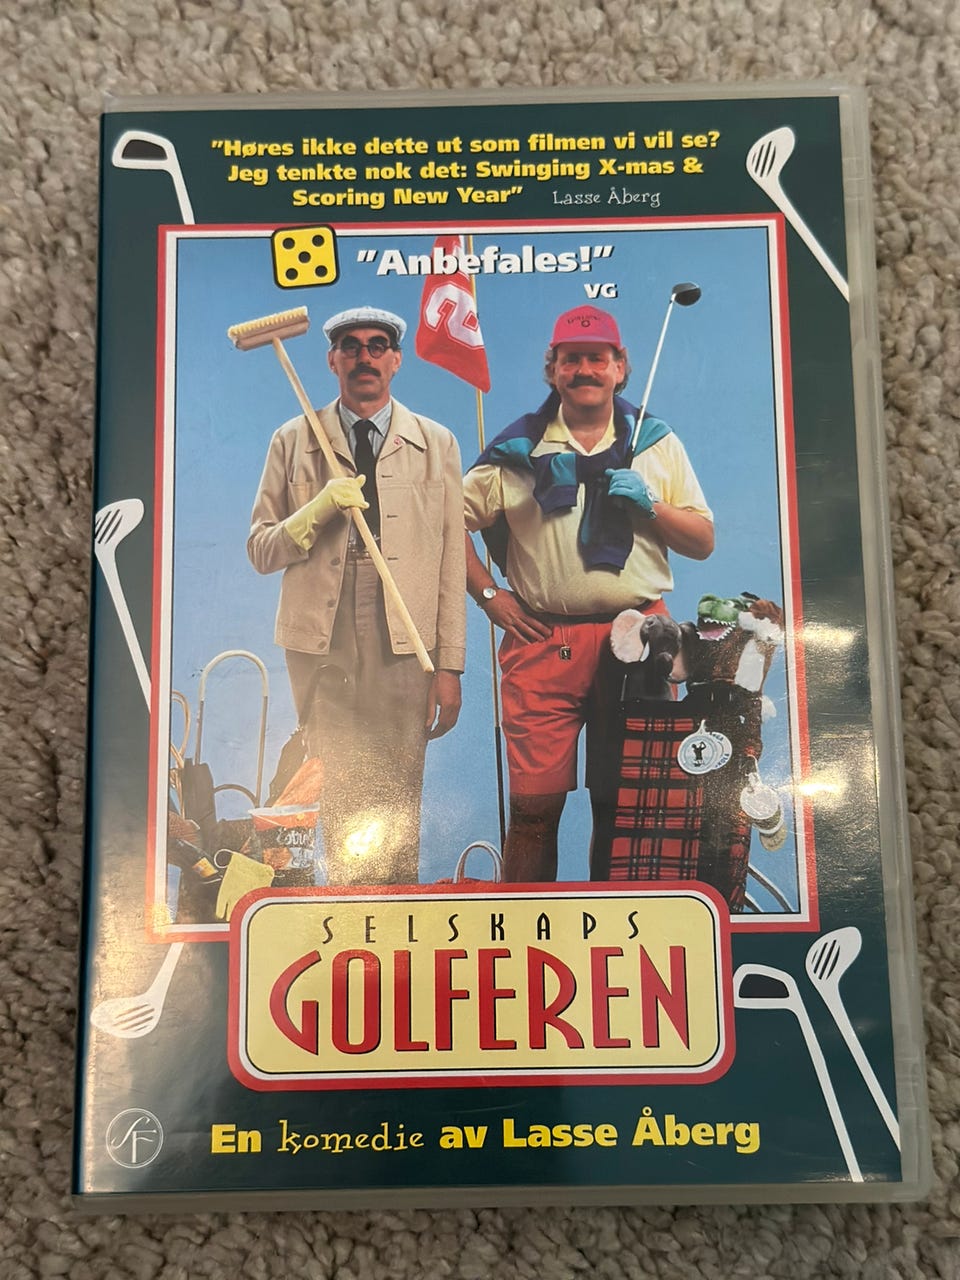 "Høres ikke dette ut som filmen vi vil se?
Jeg tenkte nok det: Swinging X-mas &
Scoring New Year" Lasse Åberg
"Anbefales!"
VG
SELSKAPS
GOLFEREN
SF
En komedie av Lasse Åberg